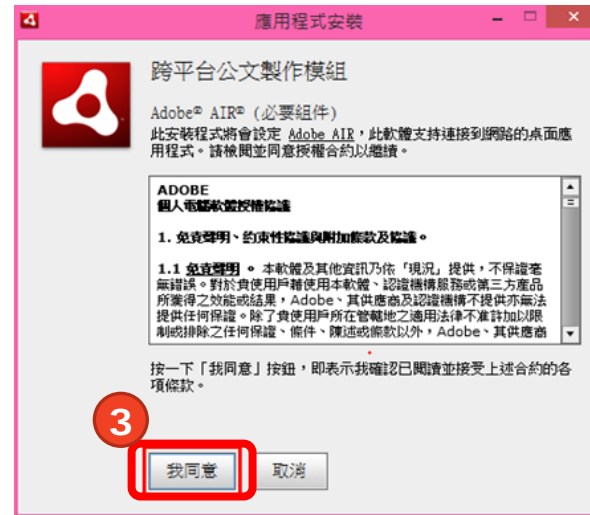 應用程式安裝
跨平台公文製作模組
Adobe® AIR® (必要組件)
此安裝程式將會設定 Adobe AIR，此軟體支持連接到網路的桌面應
用程式。請檢閱並同意授權合約以繼續。
ADOBE
個人電腦軟體授權協議
1. 免責聲明、約束性協議與附加條款及協議。
1.1 免責聲明。本軟體及其他資訊乃依「現況」提供，不保證毫
無錯誤。對於貴使用戶藉使用本軟體、認證機構服務或第三方產品
所獲得之效能或結果，Adobe、其供應商及認證機構不提供亦無法
提供任何保證。除了貴使用戶所在管轄地之適用法律不准許加以限
制或排除之任何保證、條件、陳述或條款以外，Adobe、其供應商
按一下「我同意」按鈕，即表示我確認已閱讀並接受上述合約的各
項條款。
3
我同意 取消